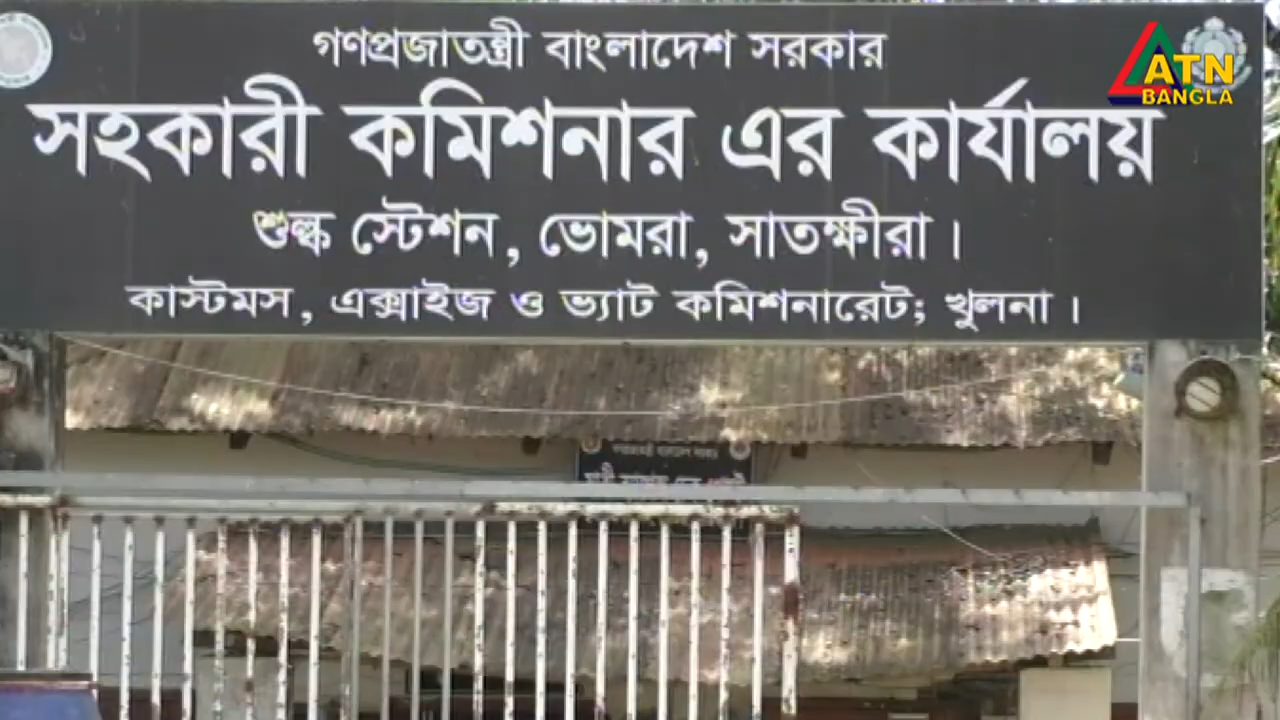 গণপ্রজাতন্ত্রী বাংলাদেশ সরকার
সহকারী কমিশনার এর কার্যালয়
শুল্ক স্টেশন, ভোমরা, সাতক্ষীরা।
কাস্টমস, এক্সাইজ ও ভ্যাট কমিশনারেট; খুলনা।
ATN
BANGLA